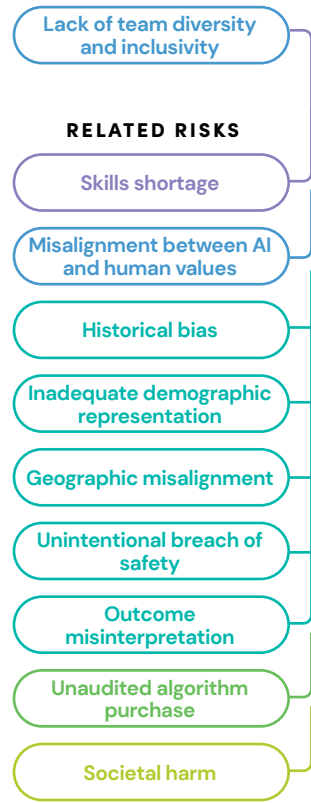 Lack of team diversity
and inclusivity
RELATED RISKS
Skills shortage
Misalignment between AI
and human values
Historical bias
Inadequate demographic
representation
Geographic misalignment
Unintentional breach of
safety
Outcome
misinterpretation
Unaudited algorithm
purchase
Societal harm